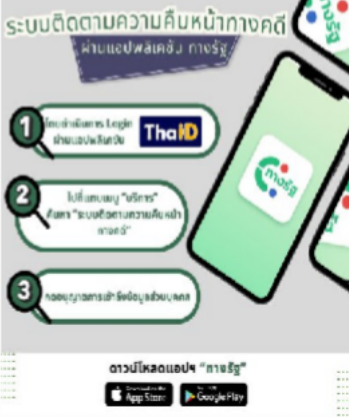 ระบบติดตามความคืบหน้าทางคดี
ผ่านแอปพลิเคชัน ทางรัฐ
1
โดยดำเนินการ Login
ผ่านแอปพลิเคชัน
ThaID
2
ไปที่แถบเมนู "บริการ"
ค้นหา "ระบบติดตามความคืบหน้า
ทางคดี"
3
กดอนุญาตการเข้าถึงข้อมูลส่วนบุคคล
ทางรัฐ
ดาวน์โหลดแอปฯ "ทางรัฐ"
App Store
Google Play